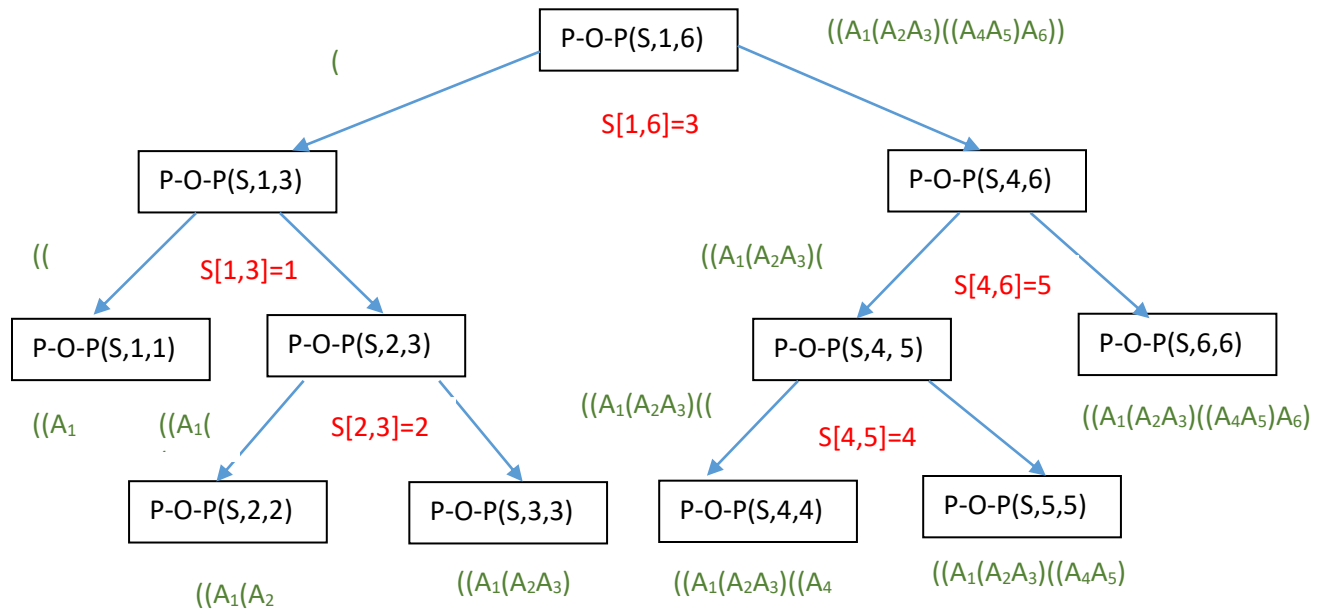 P-O-P(S,1,6)
((A₁(A₂A₃)((A₄A₅)A₆))
(
S[1,6]=3
P-O-P(S,1,3)
P-O-P(S,4,6)
((
S[1,3]=1
((A₁(A₂A₃)(
S[4,6]=5
P-O-P(S,1,1)
P-O-P(S,2,3)
P-O-P(S,4, 5)
P-O-P(S,6,6)
((A₁
((A₁(
S[2,3]=2
((A₁(A₂A₃)((
S[4,5]=4
((A₁(A₂A₃)((A₄A₅)A₆)
P-O-P(S,2,2)
P-O-P(S,3,3)
P-O-P(S,4,4)
P-O-P(S,5,5)
((A₁(A₂
((A₁(A₂A₃)
((A₁(A₂A₃)((A₄
((A₁(A₂A₃)((A₄A₅)